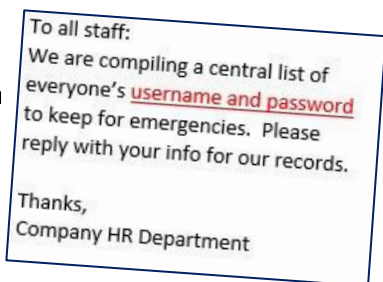 To all staff:
We are compiling a central list of
everyone's username and password
to keep for emergencies. Please
reply with your info for our records.
Thanks,
Company HR Department